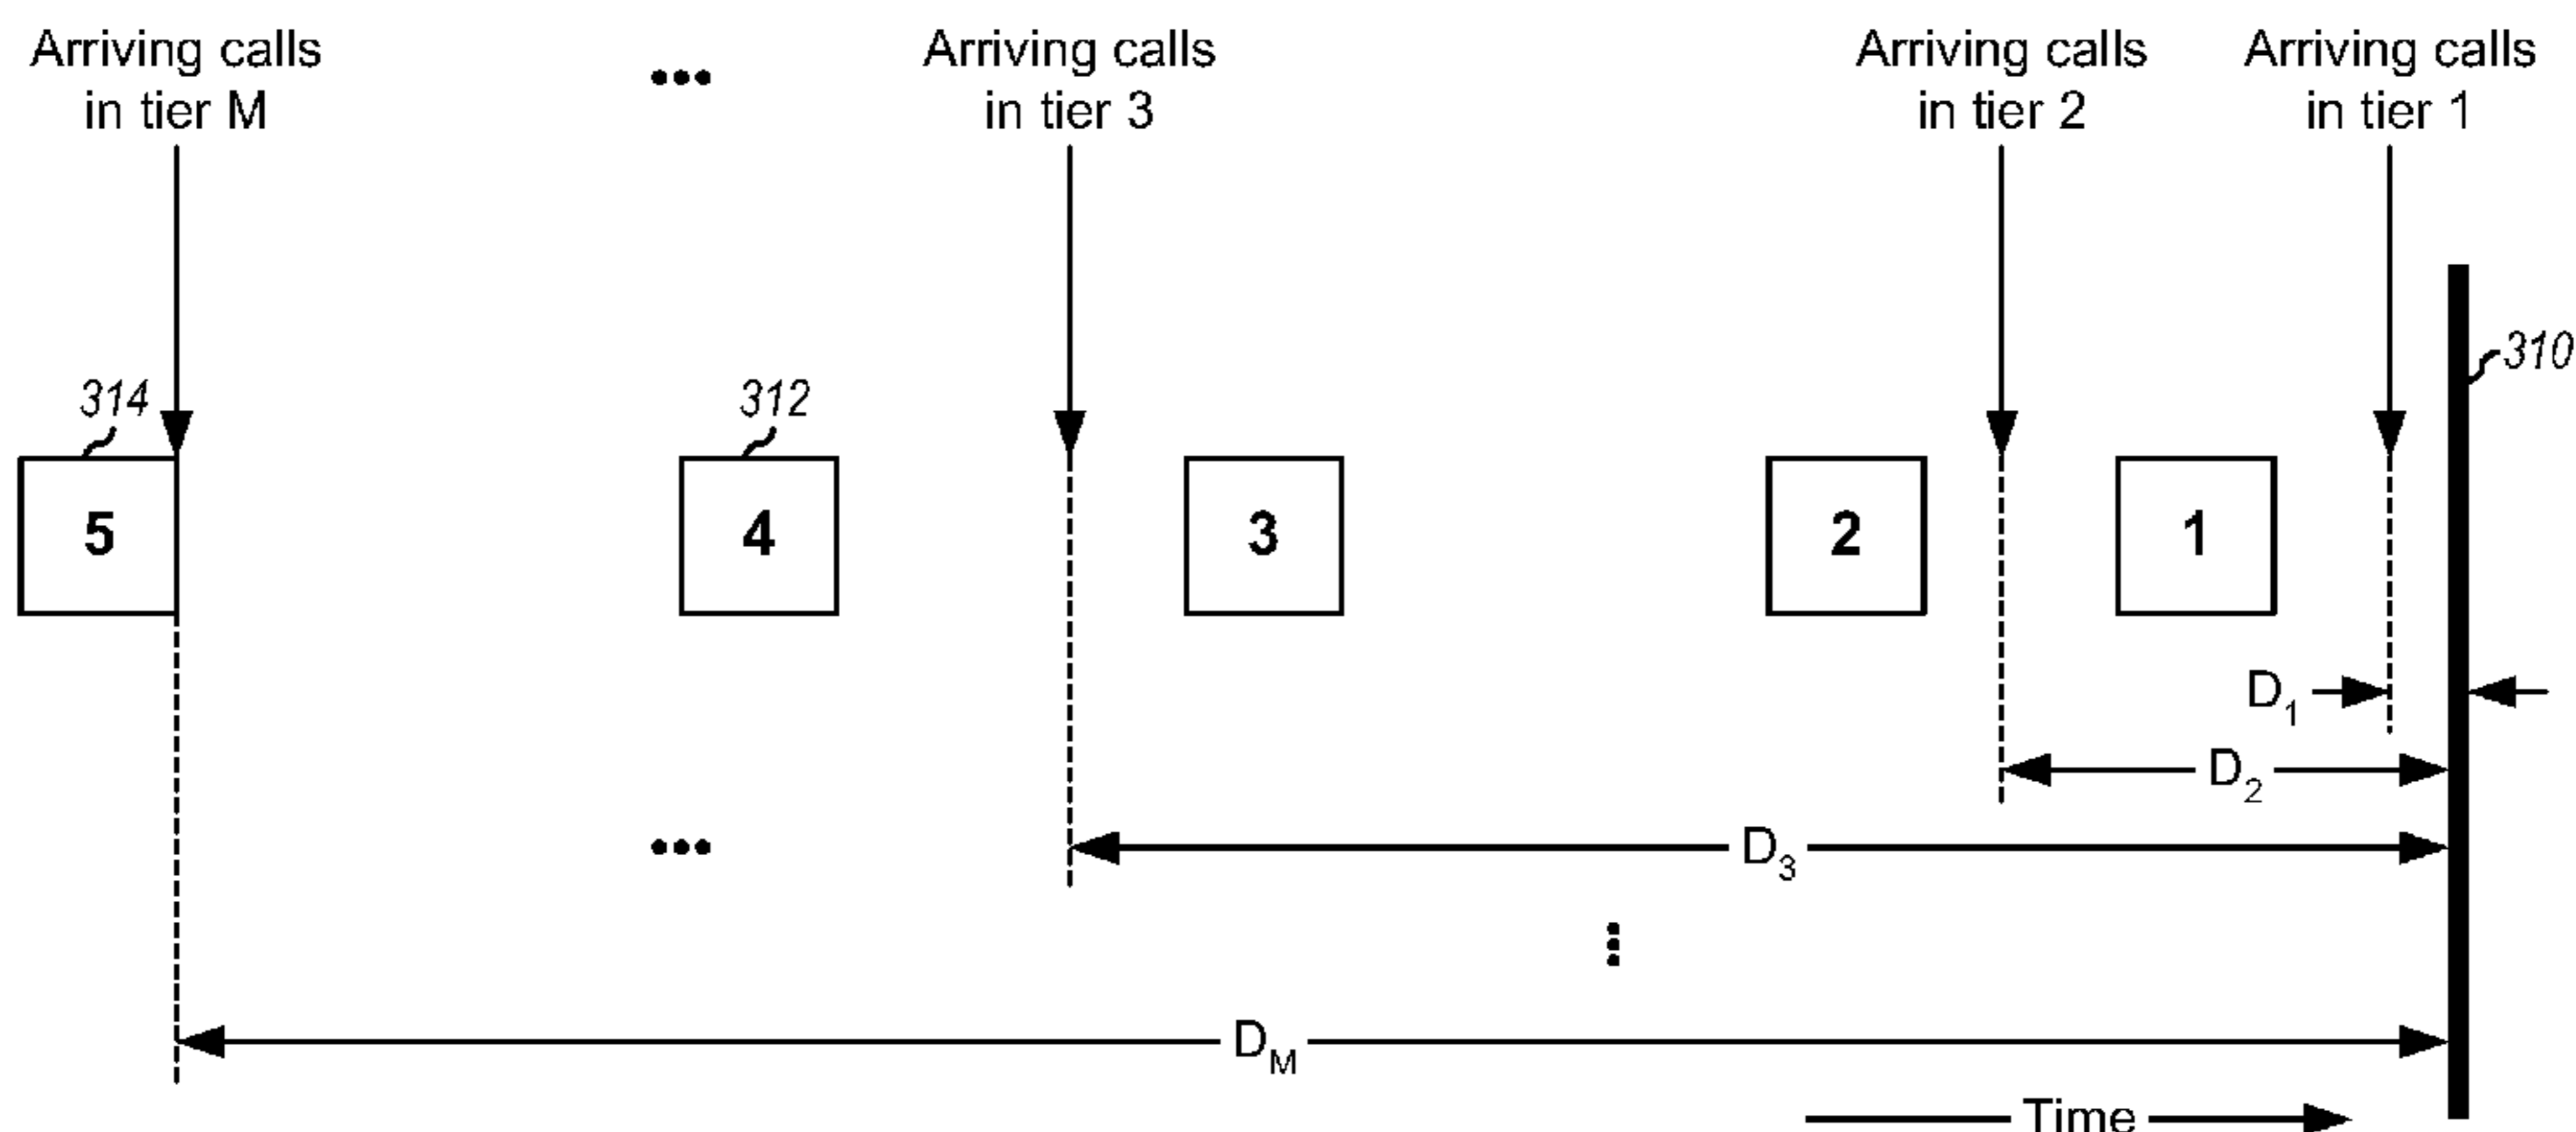 Arriving calls
in tier M
•••
Arriving calls
in tier 3
Arriving calls
in tier 2
Arriving calls
in tier 1
310
314
312
5
4
3
2
1
D1
D2
•••
D3
DM
Time